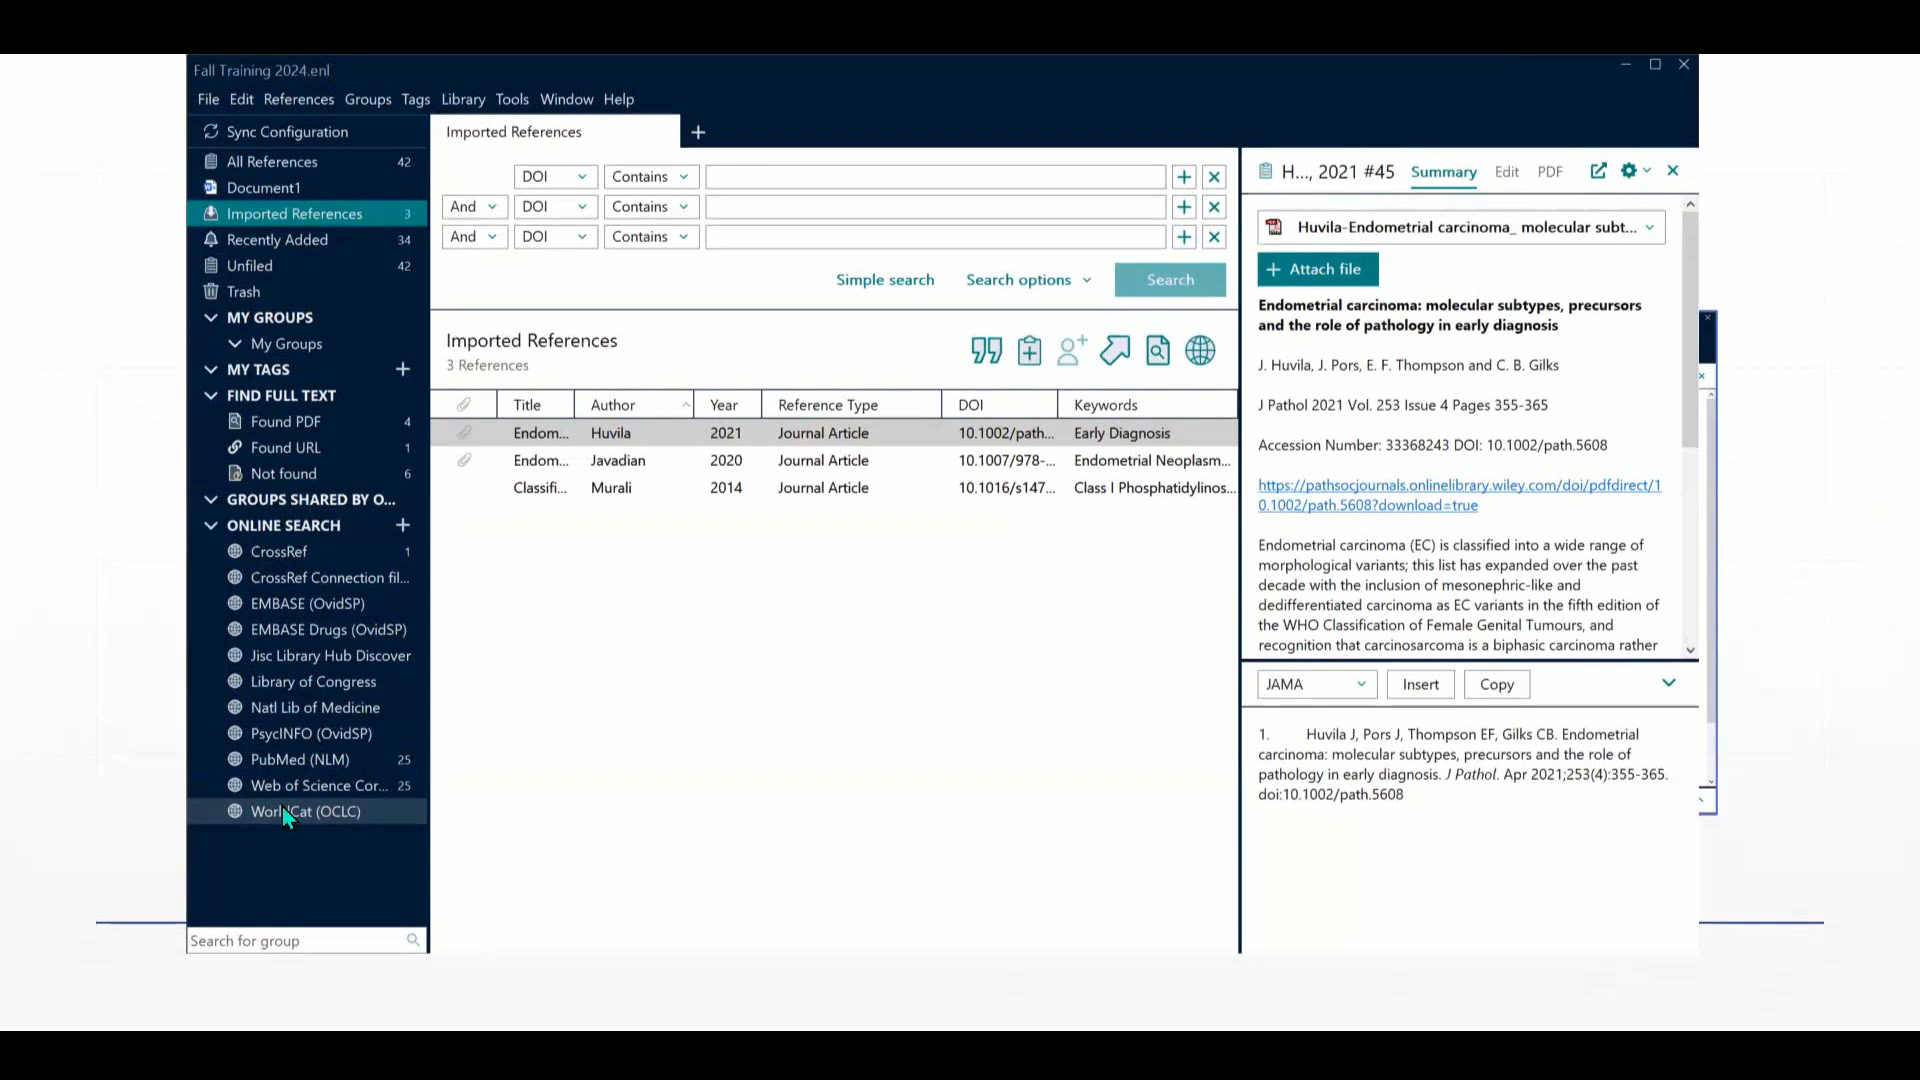 Fall Training 2024.enl
File Edit References Groups Tags Library Tools Window Help
Sync Configuration
All References 42
Document1
Imported References 3
Recently Added 34
Unfiled 42
Trash
MY GROUPS
My Groups
MY TAGS
FIND FULL TEXT
Found PDF 4
Found URL 1
Not found 6
GROUPS SHARED BY O...
ONLINE SEARCH
CrossRef 1
CrossRef Connection fil...
EMBASE (OvidSP)
EMBASE Drugs (OvidSP)
Jisc Library Hub Discover
Library of Congress
Natl Lib of Medicine
PsycINFO (OvidSP)
PubMed (NLM) 25
Web of Science Cor... 25
WorldCat (OCLC)
Search for group
Imported References
DOI Contains
And DOI Contains
And DOI Contains
Simple search Search options Search
Imported References
3 References
Title Author Year Reference Type DOI Keywords
Endom... Huvila 2021 Journal Article 10.1002/path... Early Diagnosis
Endom... Javadian 2020 Journal Article 10.1007/978-... Endometrial Neoplasm...
Classifi... Murali 2014 Journal Article 10.1016/s147... Class I Phosphatidylinos...
H..., 2021 #45 Summary Edit PDF
Huvila-Endometrial carcinoma_ molecular subt...
Attach file
Endometrial carcinoma: molecular subtypes, precursors
and the role of pathology in early diagnosis
J. Huvila, J. Pors, E. F. Thompson and C. B. Gilks
J Pathol 2021 Vol. 253 Issue 4 Pages 355-365
Accession Number: 33368243 DOI: 10.1002/path.5608
https://pathsocjournals.onlinelibrary.wiley.com/doi/pdfdirect/1
0.1002/path.5608?download=true
Endometrial carcinoma (EC) is classified into a wide range of
morphological variants; this list has expanded over the past
decade with the inclusion of mesonephric-like and
dedifferentiated carcinoma as EC variants in the fifth edition of
the WHO Classification of Female Genital Tumours, and
recognition that carcinosarcoma is a biphasic carcinoma rather
JAMA Insert Copy
1. Huvila J, Pors J, Thompson EF, Gilks CB. Endometrial
carcinoma: molecular subtypes, precursors and the role of
pathology in early diagnosis. J Pathol. Apr 2021;253(4):355-365.
doi:10.1002/path.5608